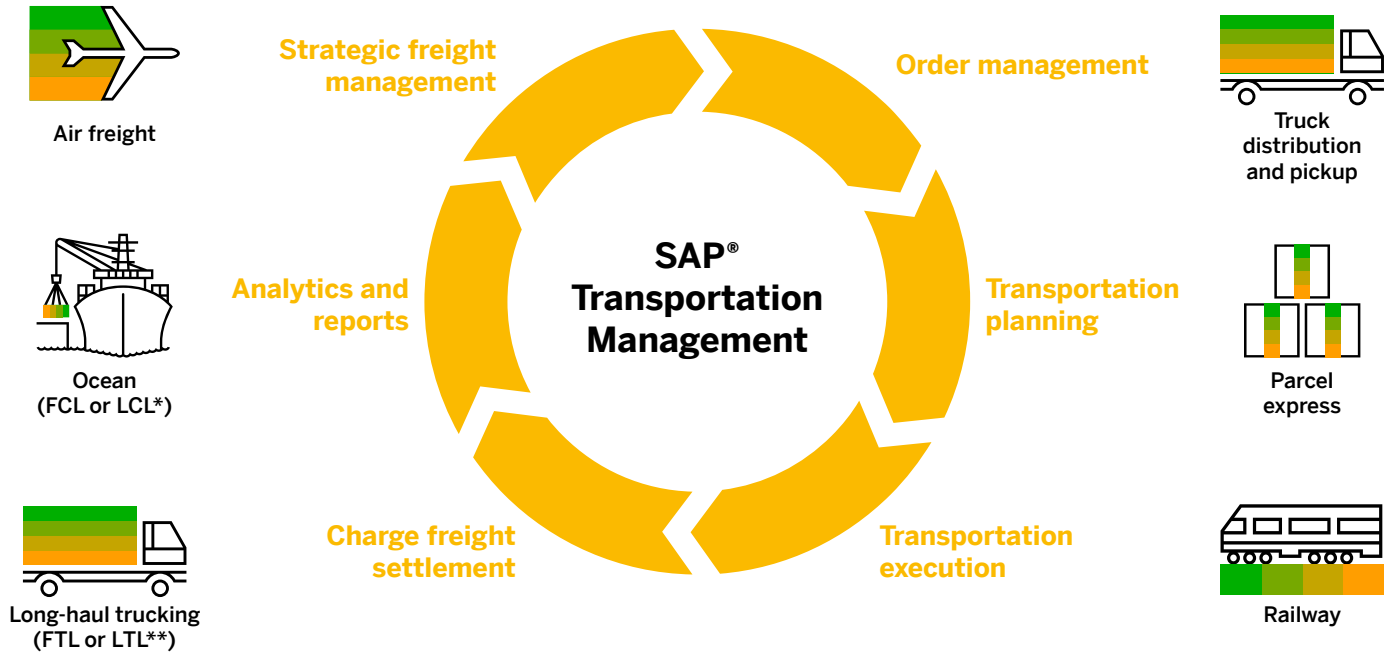 Air freight
Ocean
(FCL or LCL*)
Long-haul trucking
(FTL or LTL**)
Strategic freight
management
Analytics and
reports
Charge freight
settlement
SAP®
Transportation
Management
Order management
Transportation
planning
Transportation
execution
Truck
distribution
and pickup
Parcel
express
Railway